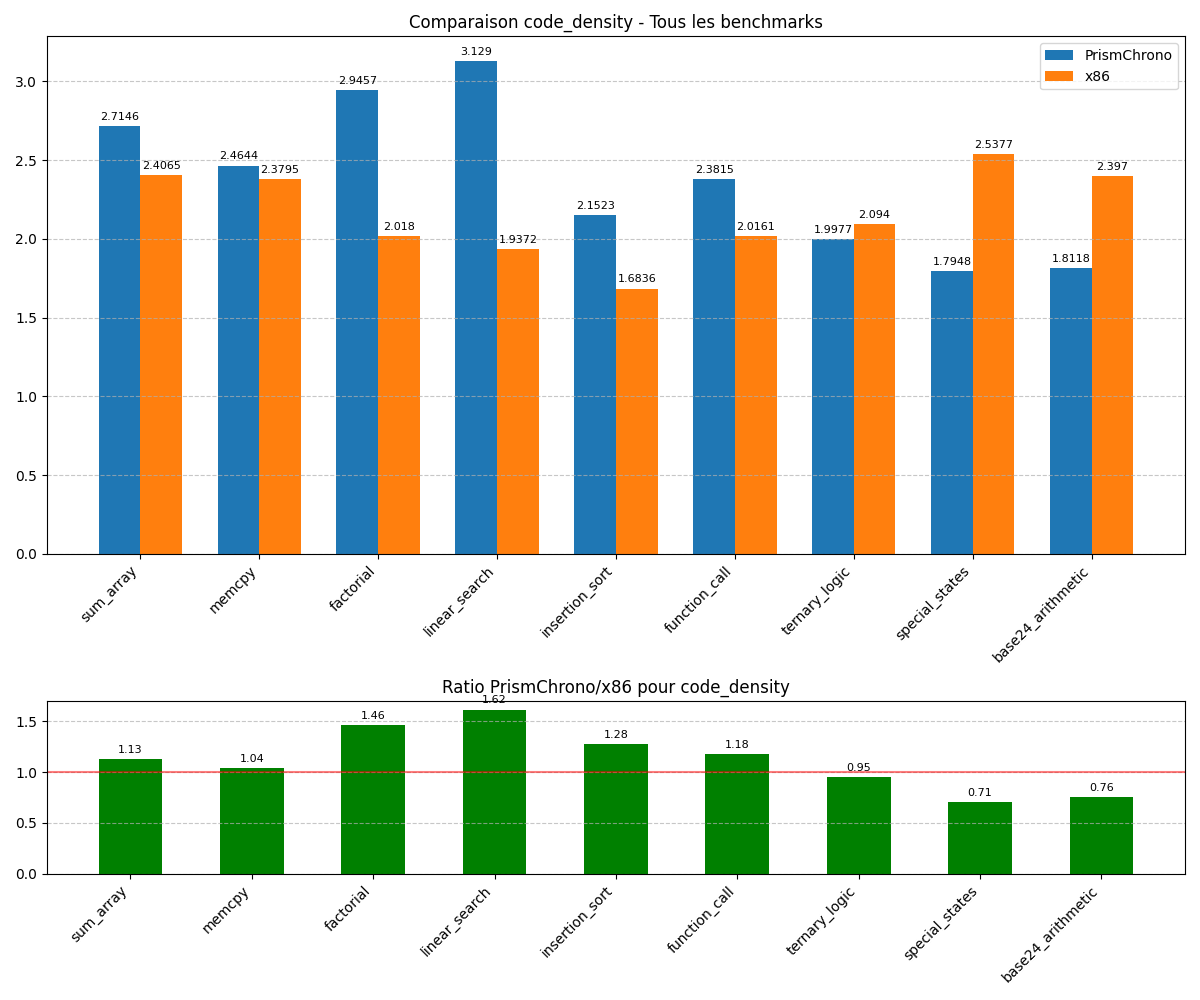 Comparaison code_density - Tous les benchmarks
PrismChrono
x86
3.0
2.5
2.0
1.5
1.0
0.5
0.0
2.7146
2.4065
2.4644
2.3795
2.9457
2.018
3.129
1.9372
2.1523
1.6836
2.3815
2.0161
1.9977
2.094
1.7948
2.5377
1.8118
2.397
sum_array
memcpy
factorial
linear_search
insertion_sort
function_call
ternary_logic
special_states
base24_arithmetic
Ratio PrismChrono/x86 pour code_density
1.5
1.0
0.5
0.0
1.13
1.04
1.46
1.62
1.28
1.18
0.95
0.71
0.76
sum_array
memcpy
factorial
linear_search
insertion_sort
function_call
ternary_logic
special_states
base24_arithmetic